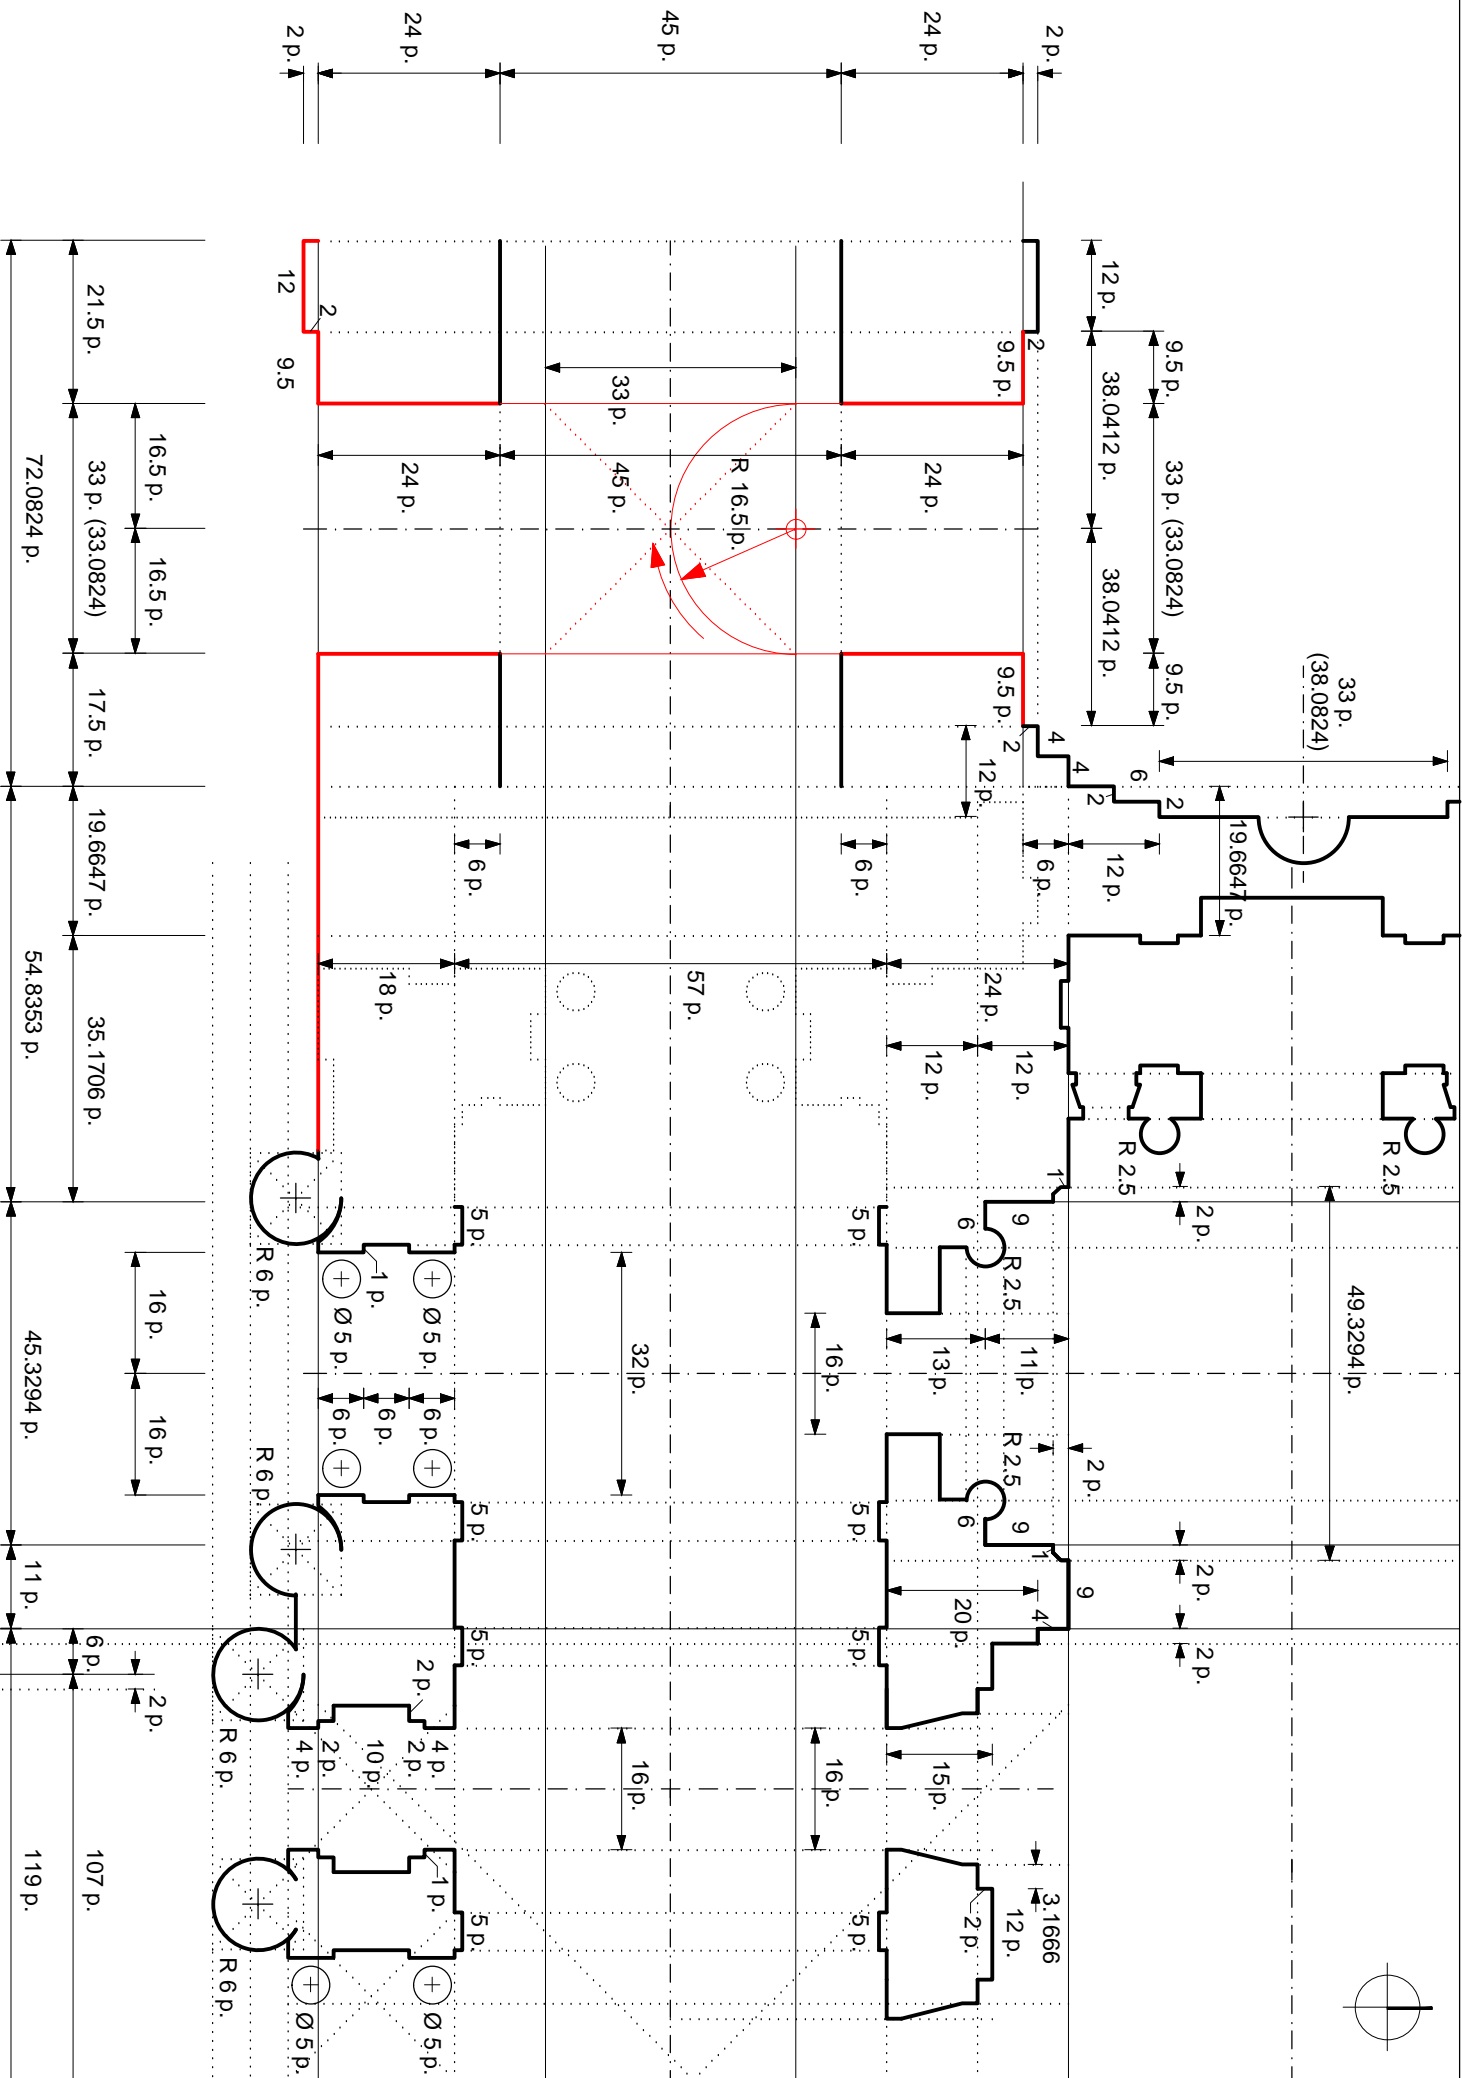 2 p.
24 p.
45 p.
24 p.
2 p.
12 p.
9.5 p.
38.0412 p.
33 p. (33.0824)
38.0412 p.
9.5 p.
33 p.
(38.0824)
12
2
9.5
2
9.5 p.
33 p.
24 p.
45 p.
R 16.5 p.
24 p.
9.5 p.
2
4
4
2
6
2
19.6647 p.
12 p.
6 p.
6 p.
6 p.
12 p.
21.5 p.
16.5 p.
33 p. (33.0824)
16.5 p.
72.0824 p.
17.5 p.
19.6647 p.
35.1706 p.
54.8353 p.
18 p.
57 p.
24 p.
12 p.
12 p.
R 2.5
R 2.5
1
2 p.
9
6
R 2.5
5 p.
5 p.
R 6 p.
1 p.
Ø 5 p.
Ø 5 p.
32 p.
16 p.
13 p.
11 p.
49.3294 p.
16 p.
16 p.
45.3294 p.
6 p.
6 p.
6 p.
R 6 p.
R 2.5
2 p.
5 p.
5 p.
6
9
1
9
2 p.
11 p.
20 p.
4
2 p.
5 p.
5 p.
6 p.
2 p.
2 p.
R 6 p.
4 p.
2 p.
10 p.
2 p.
4 p.
16 p.
16 p.
15 p.
3.1666
12 p.
2 p.
5 p.
5 p.
1 p.
107 p.
119 p.
R 6 p.
Ø 5 p.
Ø 5 p.